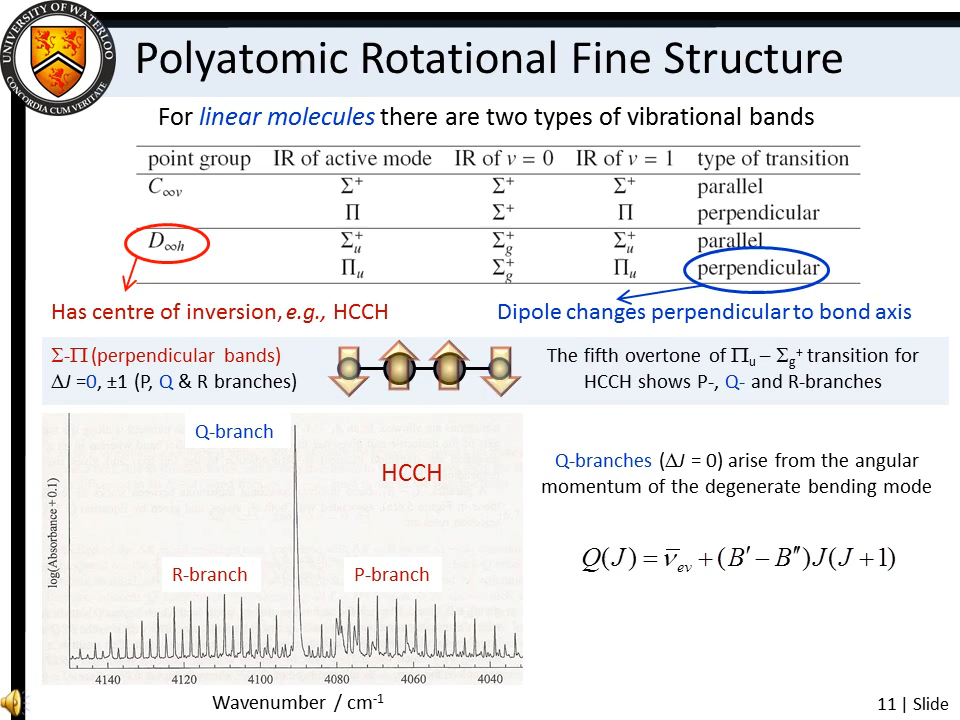 UNIVERSITY OF WATERLOO
CONCORDIA CUM VERITATE
Polyatomic Rotational Fine Structure
For linear molecules there are two types of vibrational bands
point group IR of active mode IR of v = 0 IR of v = 1 type of transition
C∞v Σ+ Σ+ Σ+ parallel
Π Σ+ Π perpendicular
D∞h Σu+ Σg+ Σu+ parallel
Πu Σg+ Πu perpendicular
Has centre of inversion, e.g., HCCH
Dipole changes perpendicular to bond axis
Σ-Π (perpendicular bands)
ΔJ =0, ±1 (P, Q & R branches)
The fifth overtone of Πu – Σg+ transition for
HCCH shows P-, Q- and R-branches
Q-branch
HCCH
R-branch
P-branch
log(Absorbance + 0.1)
4140 4120 4100 4080 4060 4040
Wavenumber / cm-1
Q-branches (ΔJ = 0) arise from the angular
momentum of the degenerate bending mode
Q(J) = ν̅ev + (B′ − B″)J(J + 1)
11 | Slide